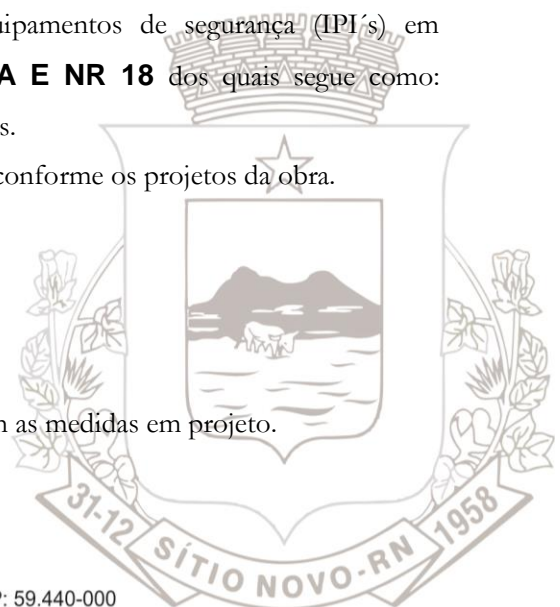 uipamentos de segurança (IPI´s) em
A E NR 18 dos quais segue como:
s.
conforme os projetos da obra.
m as medidas em projeto.
31-12 SÍTIO NOVO-RN 1958
P: 59.440-000